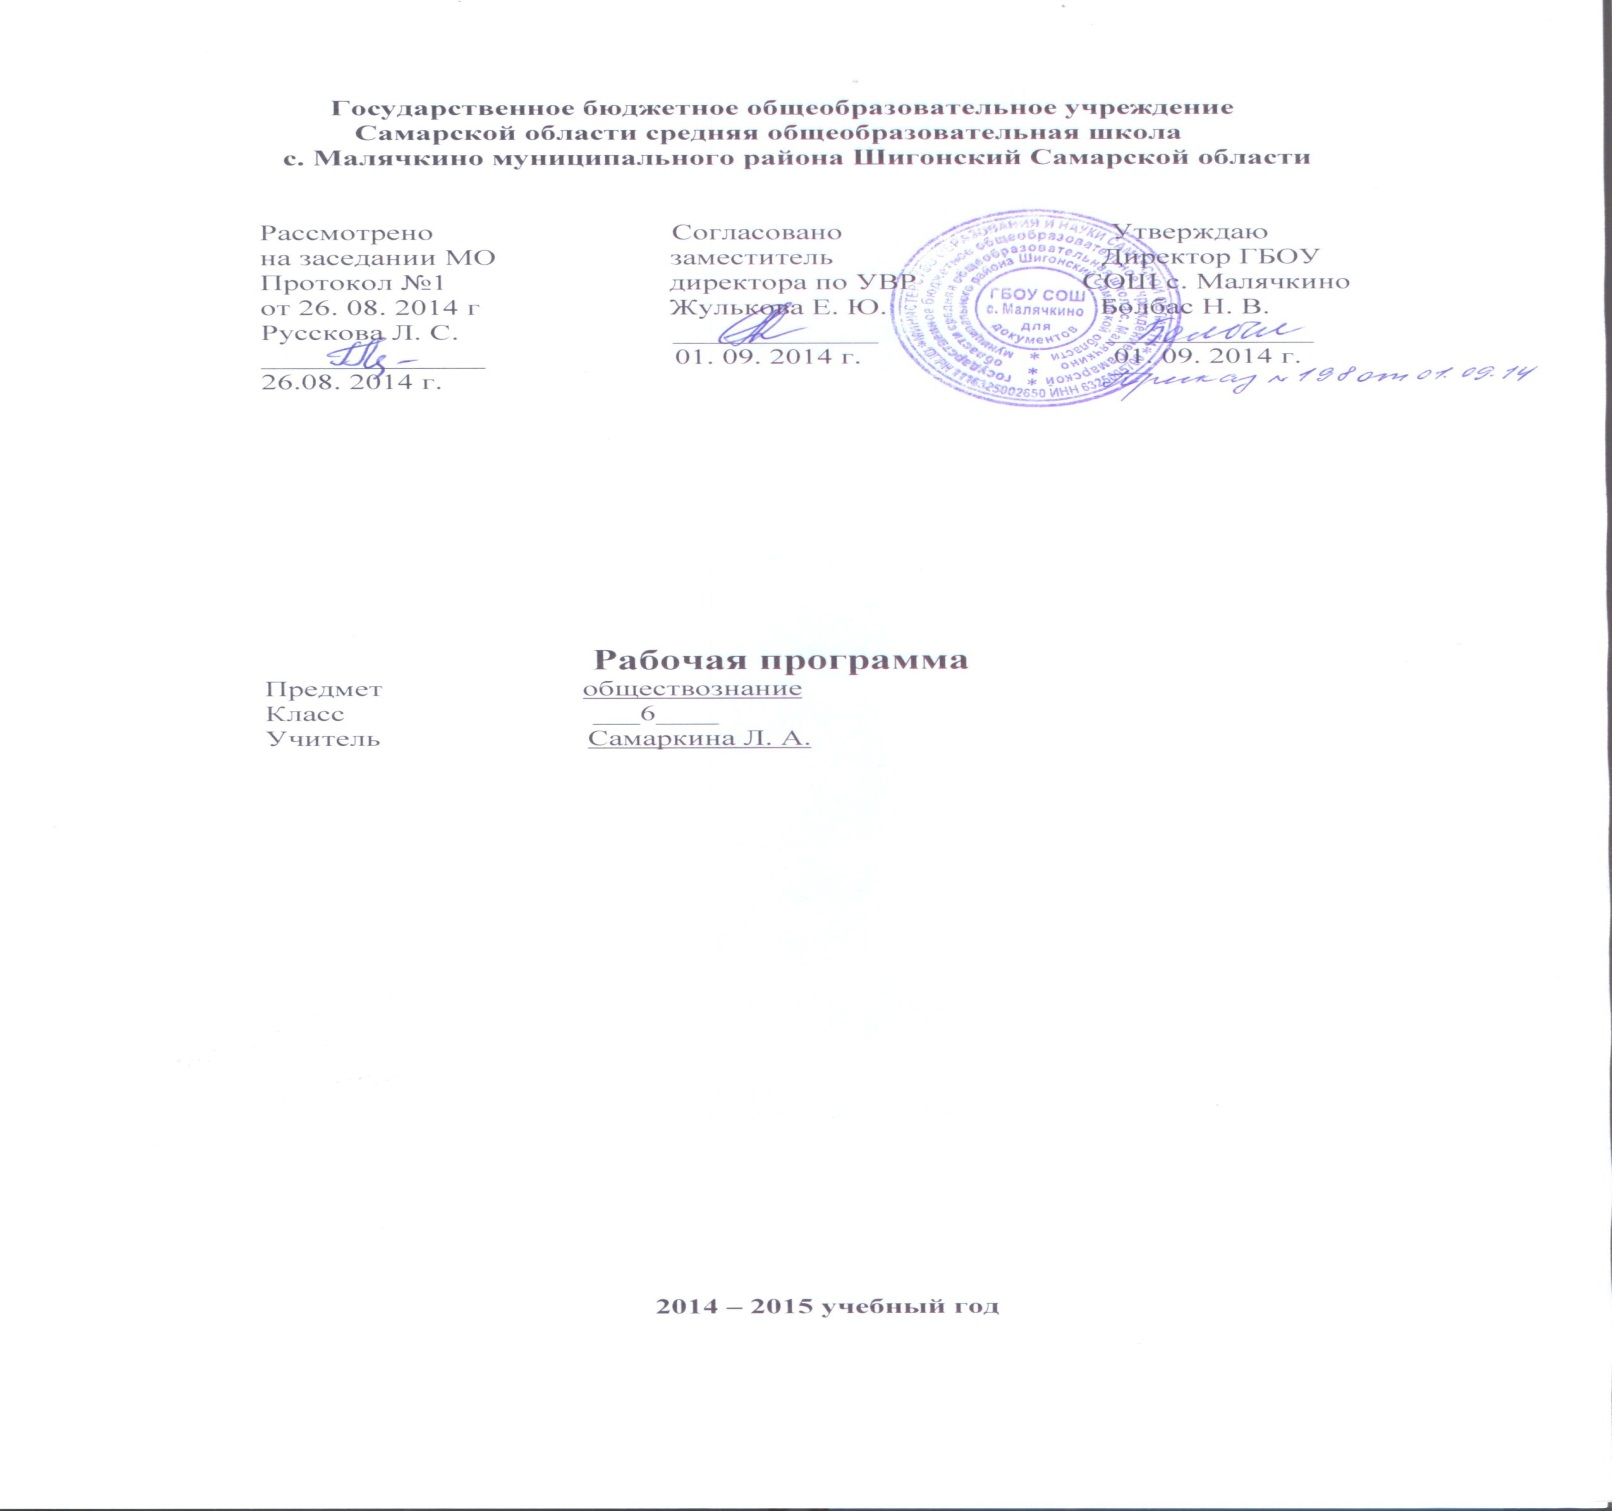 Государственное бюджетное общеобразовательное учреждение
Самарской области средняя общеобразовательная школа
с. Малячкино муниципального района Шигонский Самарской области
Рассмотрено
на заседании МО
Протокол №1
от 26. 08. 2014 г
Русскова Л. С.
26.08. 2014 г.
Согласовано
заместитель
директора по УВР
Жулькова Е. Ю.
01. 09. 2014 г.
Утверждаю
Директор ГБОУ
СОШ с. Малячкино
Болбас Н. В.
01. 09. 2014 г.
Приказ № 198 от 01.09.14
ГБОУ СОШ
с. Малячкино
для
документов
Рабочая программа
Предмет обществознание
Класс ___6____
Учитель Самаркина Л. А.
2014 – 2015 учебный год